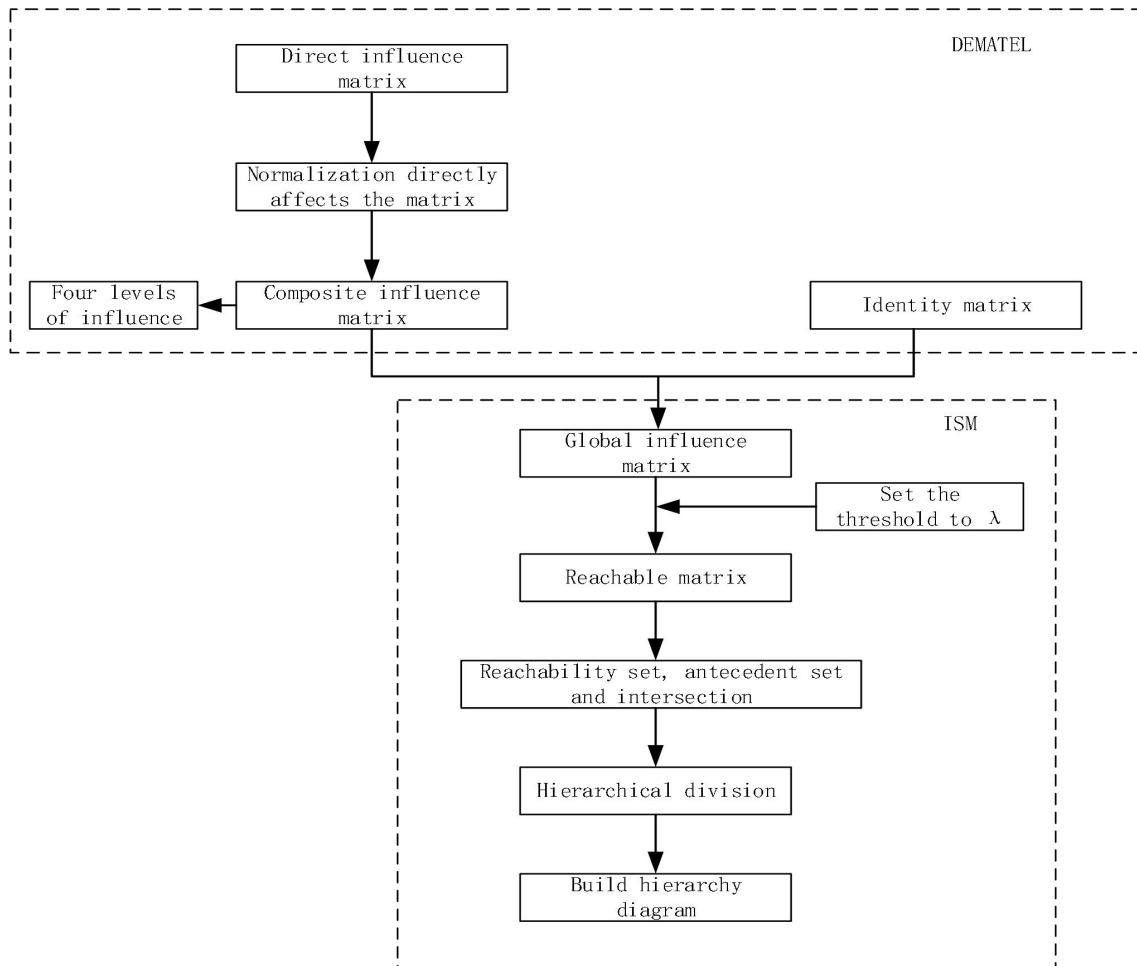 DEMATEL
Direct influence
matrix
Normalization directly
affects the matrix
Four levels
of influence
Composite influence
matrix
Identity matrix
ISM
Global influence
matrix
Set the
threshold to λ
Reachable matrix
Reachability set, antecedent set
and intersection
Hierarchical division
Build hierarchy
diagram